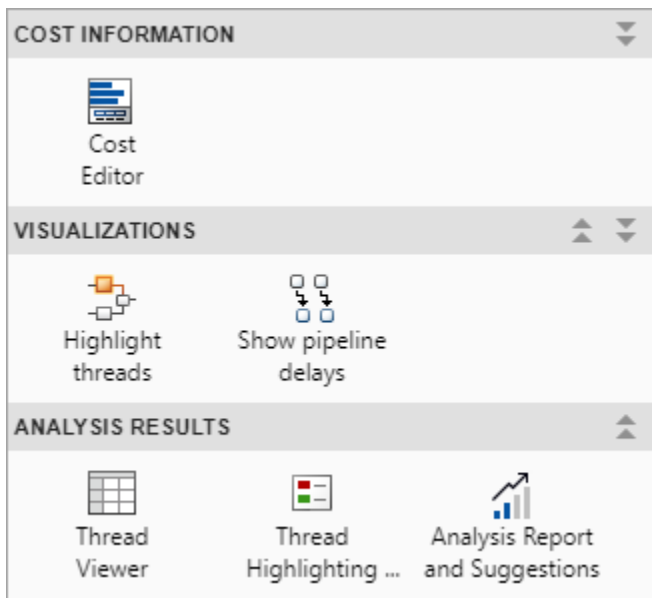 COST INFORMATION
Cost
Editor
VISUALIZATIONS
Highlight
threads
Show pipeline
delays
ANALYSIS RESULTS
Thread
Viewer
Thread
Highlighting ...
Analysis Report
and Suggestions